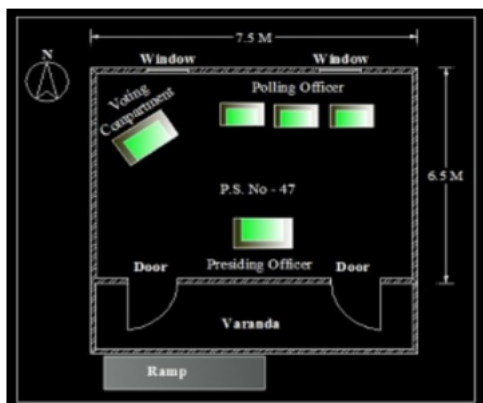 7.5 M
N
Window
Window
Voting
Compartment
Polling Officer
P.S. No - 47
6.5 M
Door
Presiding Officer
Door
Varanda
Ramp